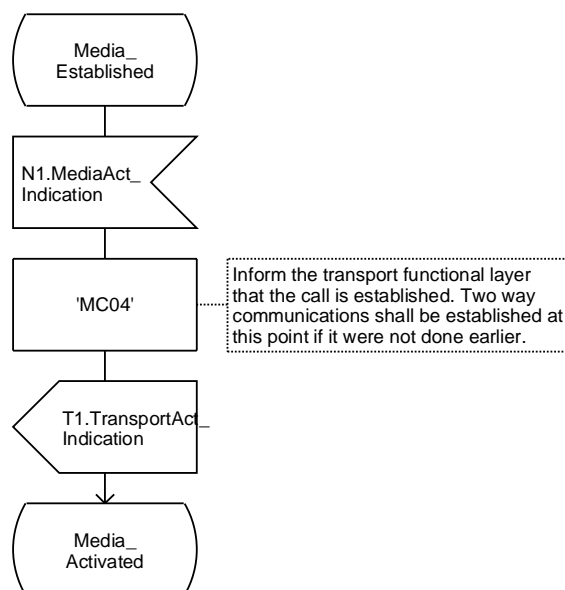 Media_
Established
N1.MediaAct_
Indication
'MC04'
Inform the transport functional layer
that the call is established. Two way
communications shall be established at
this point if it were not done earlier.
T1.TransportAct_
Indication
Media_
Activated